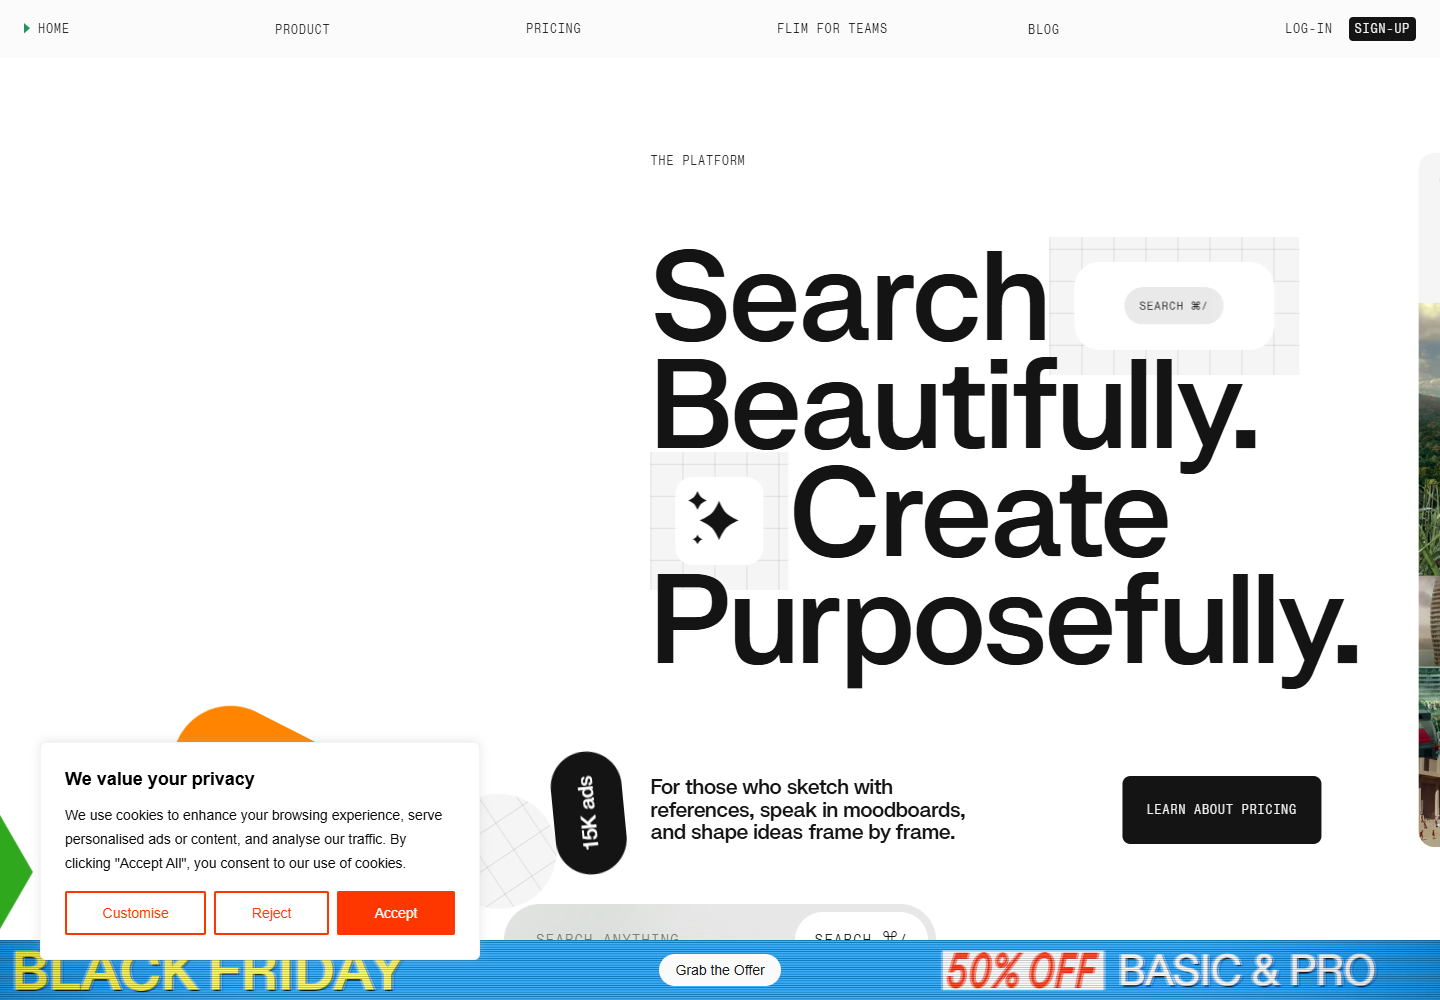 HOME
PRODUCT
PRICING
FLIM FOR TEAMS
BLOG
LOG-IN
SIGN-UP
THE PLATFORM
Search
SEARCH ⌘/
Beautifully.
Create
Purposefully.
15K ads
For those who sketch with
references, speak in moodboards,
and shape ideas frame by frame.
LEARN ABOUT PRICING
We value your privacy
We use cookies to enhance your browsing experience, serve
personalised ads or content, and analyse our traffic. By
clicking "Accept All", you consent to our use of cookies.
Customise
Reject
Accept
SEARCH ANYTHING
SEARCH ⌘/
BLACK FRIDAY
Grab the Offer
50% OFF BASIC & PRO